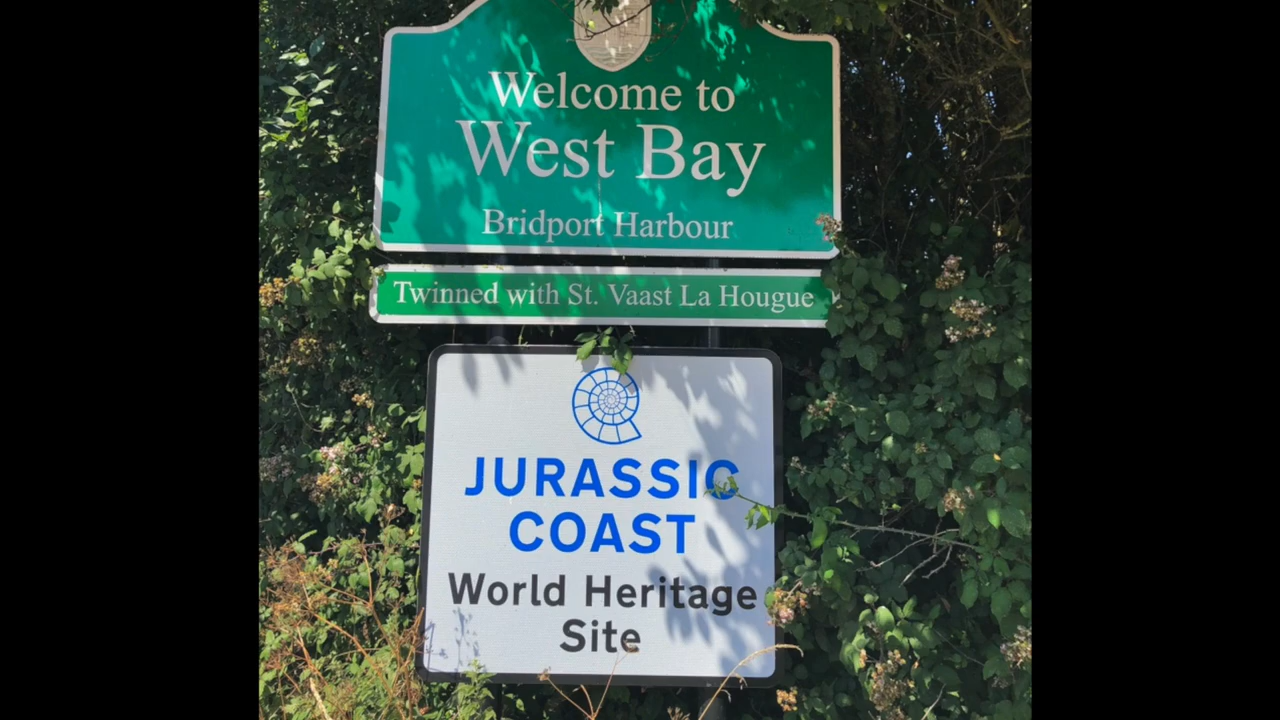 Welcome to
West Bay
Bridport Harbour
Twinned with St. Vaast La Hougue
JURASSIC
COAST
World Heritage
Site